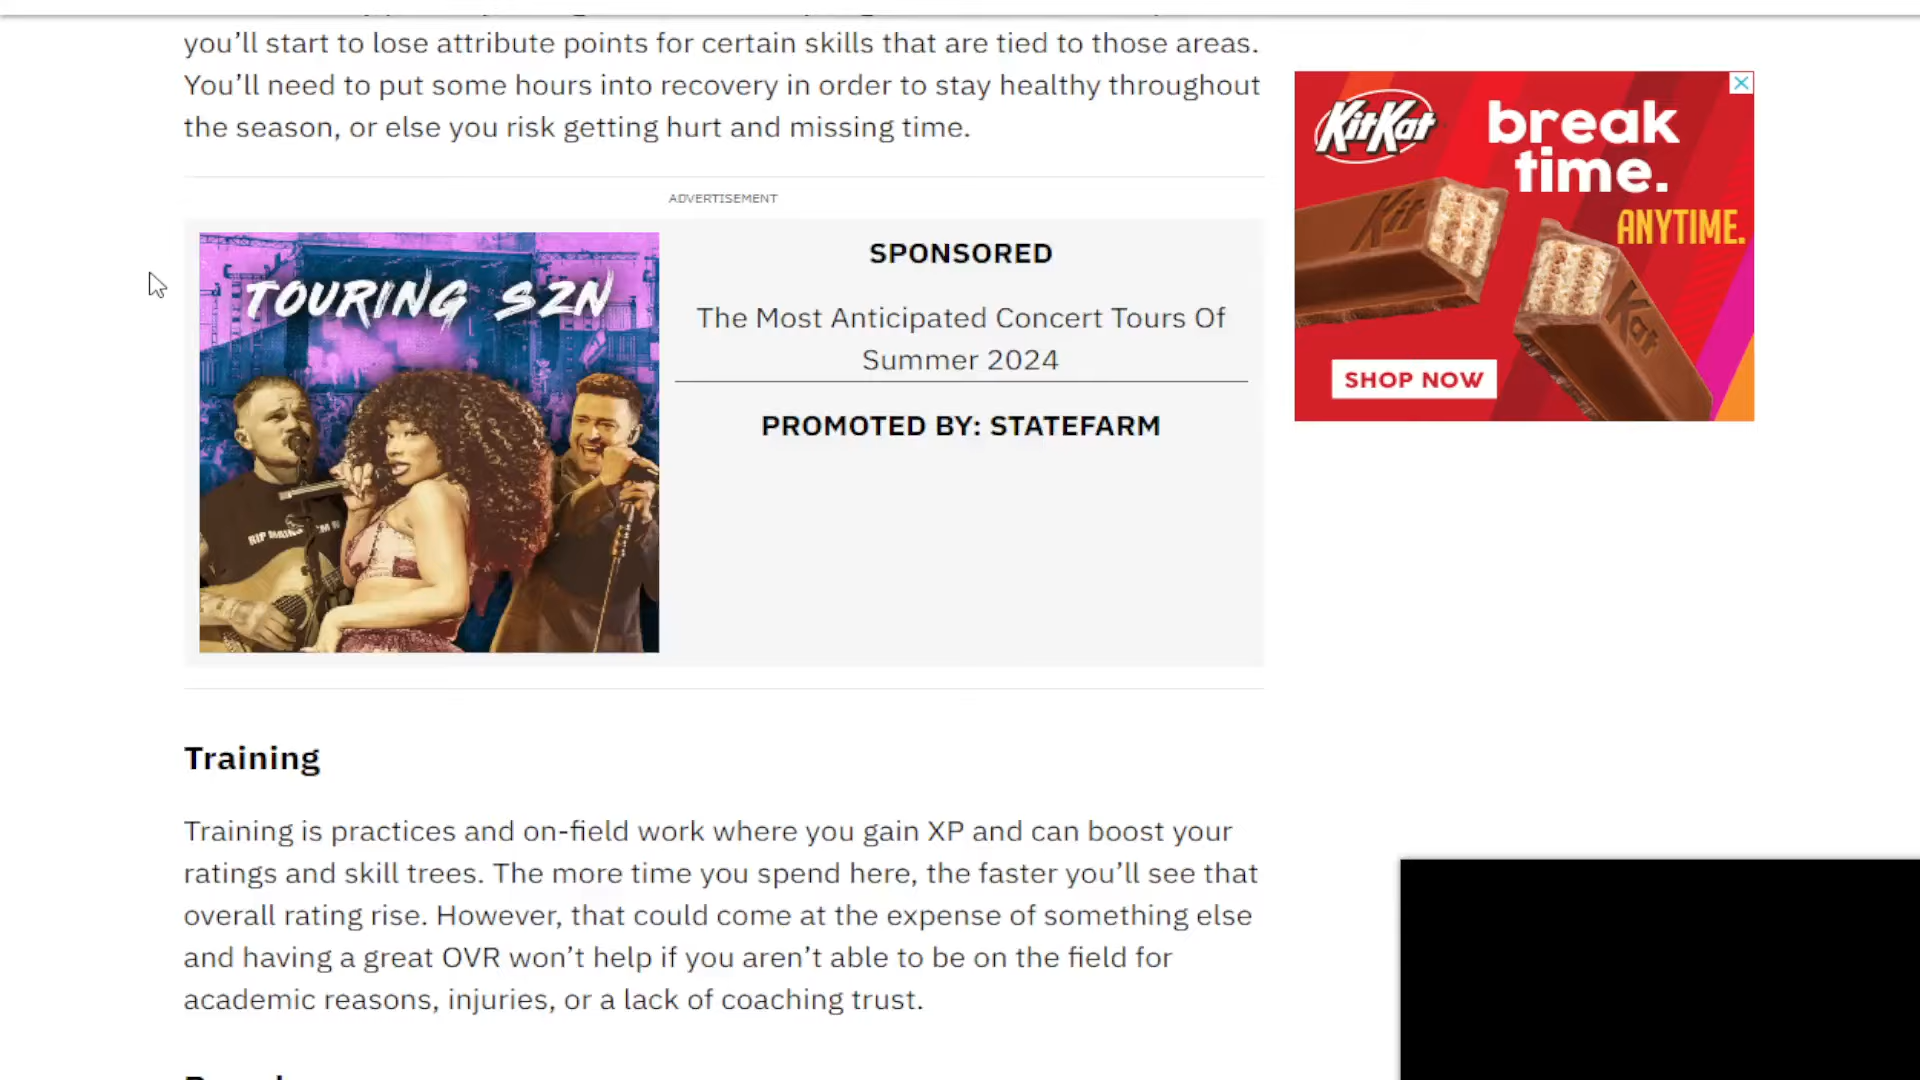 you’ll start to lose attribute points for certain skills that are tied to those areas.
You’ll need to put some hours into recovery in order to stay healthy throughout
the season, or else you risk getting hurt and missing time.
ADVERTISEMENT
TOURING SZN
SPONSORED
The Most Anticipated Concert Tours Of
Summer 2024
PROMOTED BY: STATEFARM
KitKat
break
time.
ANYTIME.
Kit
Kat
SHOP NOW
Training
Training is practices and on-field work where you gain XP and can boost your
ratings and skill trees. The more time you spend here, the faster you’ll see that
overall rating rise. However, that could come at the expense of something else
and having a great OVR won’t help if you aren’t able to be on the field for
academic reasons, injuries, or a lack of coaching trust.